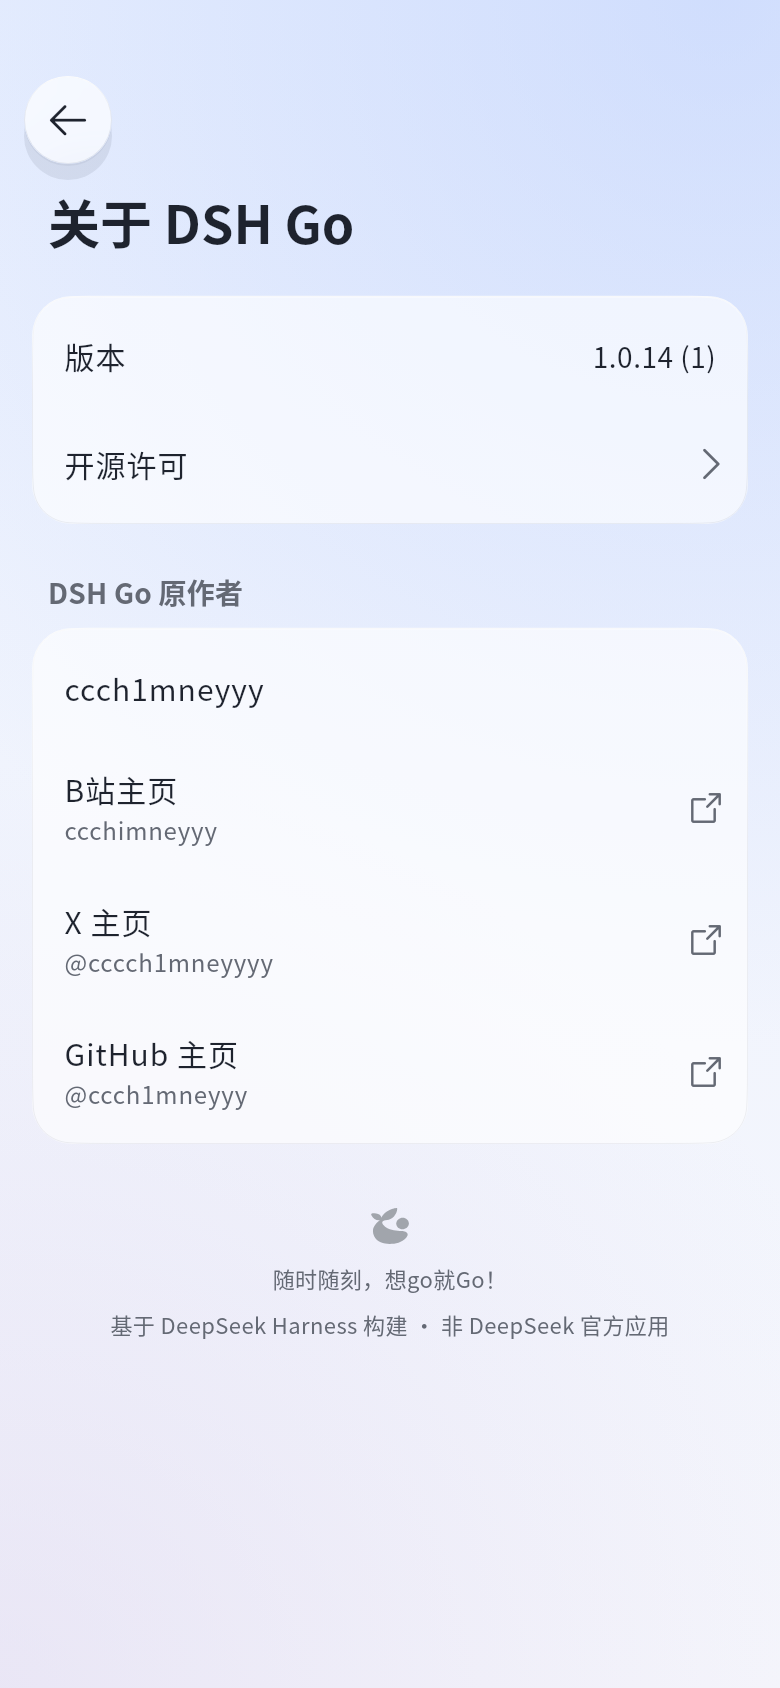 关于 DSH Go
版本
1.0.14 (1)
开源许可
DSH Go 原作者
ccch1mneyyy
B站主页
ccchimneyyy
X 主页
@cccch1mneyyyy
GitHub 主页
@ccch1mneyyy
随时随刻，想go就Go！
基于 DeepSeek Harness 构建 · 非 DeepSeek 官方应用